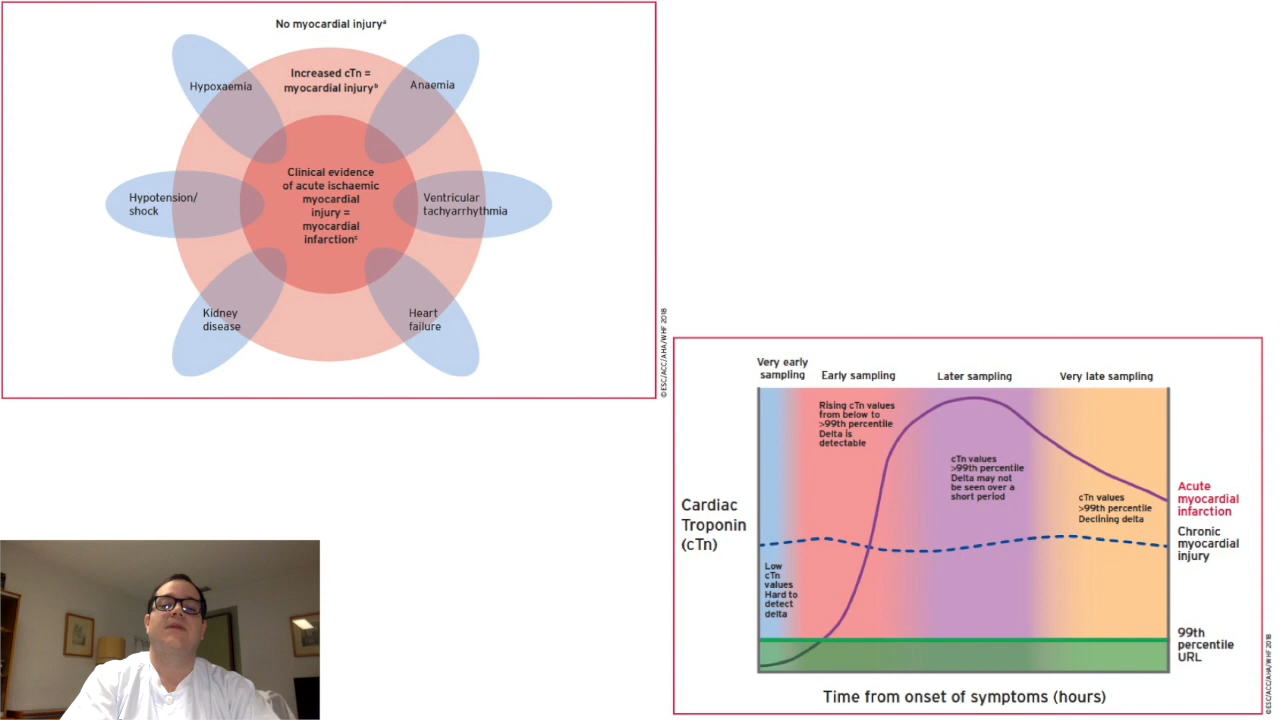 No myocardial injuryᵃ
Increased cTn =
myocardial injuryᵇ
Hypoxaemia
Anaemia
Clinical evidence
of acute ischaemic
myocardial
injury =
myocardial
infarctionᶜ
Hypotension/
shock
Ventricular
tachyarrhythmia
Kidney
disease
Heart
failure
©ESC/ACC/AHA/WHF 2018
Very early
sampling
Early sampling
Later sampling
Very late sampling
Rising cTn values
from below to
>99th percentile
Delta is
detectable
cTn values
>99th percentile
Delta may not
be seen over a
short period
cTn values
>99th percentile
Declining delta
Low
cTn
values
Hard to
detect
delta
Cardiac
Troponin
(cTn)
Acute
myocardial
infarction
Chronic
myocardial
injury
99th
percentile
URL
Time from onset of symptoms (hours)
©ESC/ACC/AHA/WHF 2018